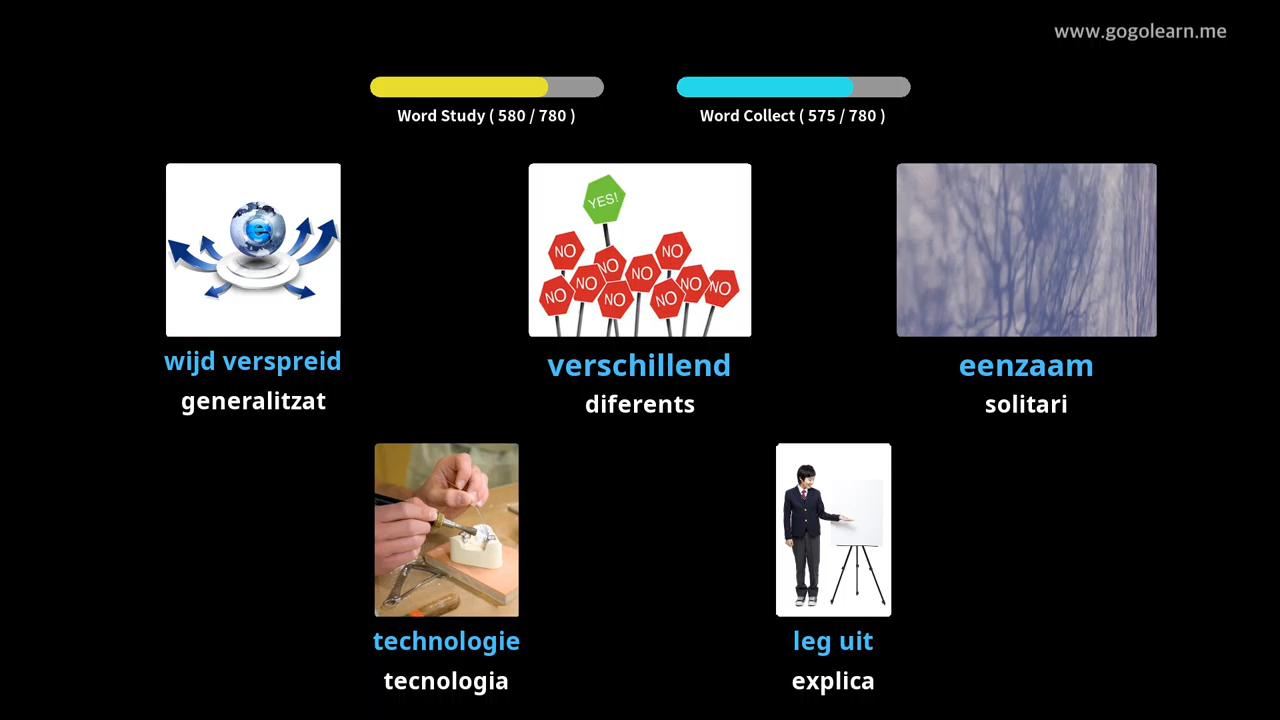 www.gogolearn.me
Word Study ( 580 / 780 )
Word Collect ( 575 / 780 )
e
YES!
NO
NO
NO
NO
NO
NO
NO
NO
NO
NO
wijd verspreid
verschillend
eenzaam
generalitzat
diferents
solitari
technologie
leg uit
tecnologia
explica